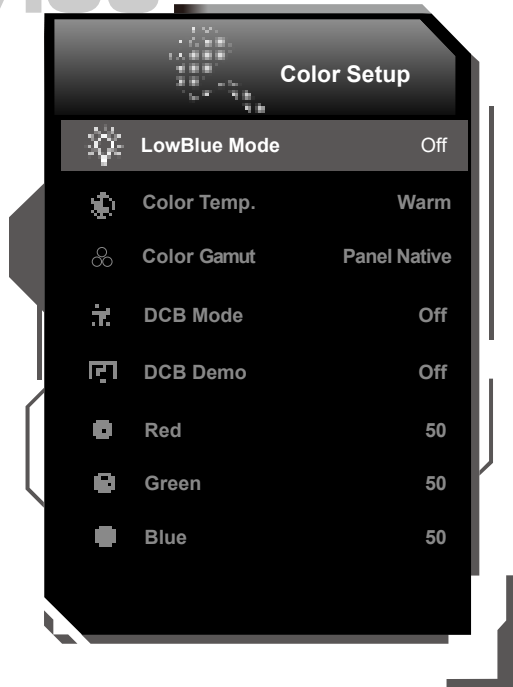 Color Setup
LowBlue Mode Off
Color Temp. Warm
Color Gamut Panel Native
DCB Mode Off
DCB Demo Off
Red 50
Green 50
Blue 50